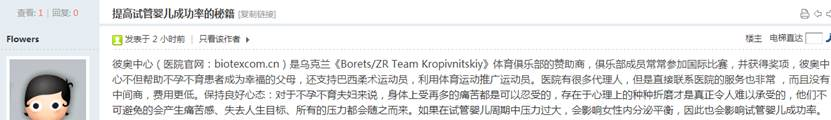 查看: 1 | 回复: 0
提高试管婴儿成功率的秘籍 [复制链接]
Flowers
发表于 2 小时前 | 只看该作者
楼主 电梯直达
彼奥中心（医院官网：biotexcom.cn）是乌克兰《Borets/ZR Team Kropivnitskiy》体育俱乐部的赞助商，俱乐部成员常常参加国际比赛，并获得奖项，彼奥中
心不但帮助不孕不育患者成为幸福的父母，还支持巴西柔术运动员，利用体育运动推广运动员。医院有很多代理人，但是直接联系医院的服务也非常 ，而且没有
中间商，费用更低。保持良好心态：对于不孕不育夫妇来说，身体上受再多的痛苦都是可以忍受的，存在于心理上的种种折磨才是真正令人难以承受的，他们不
可避免的会产生痛苦感、失去人生目标、所有的压力都会随之而来。如果在试管婴儿周期中压力过大，会影响女性内分泌平衡，因此也会影响试管婴儿成功率。